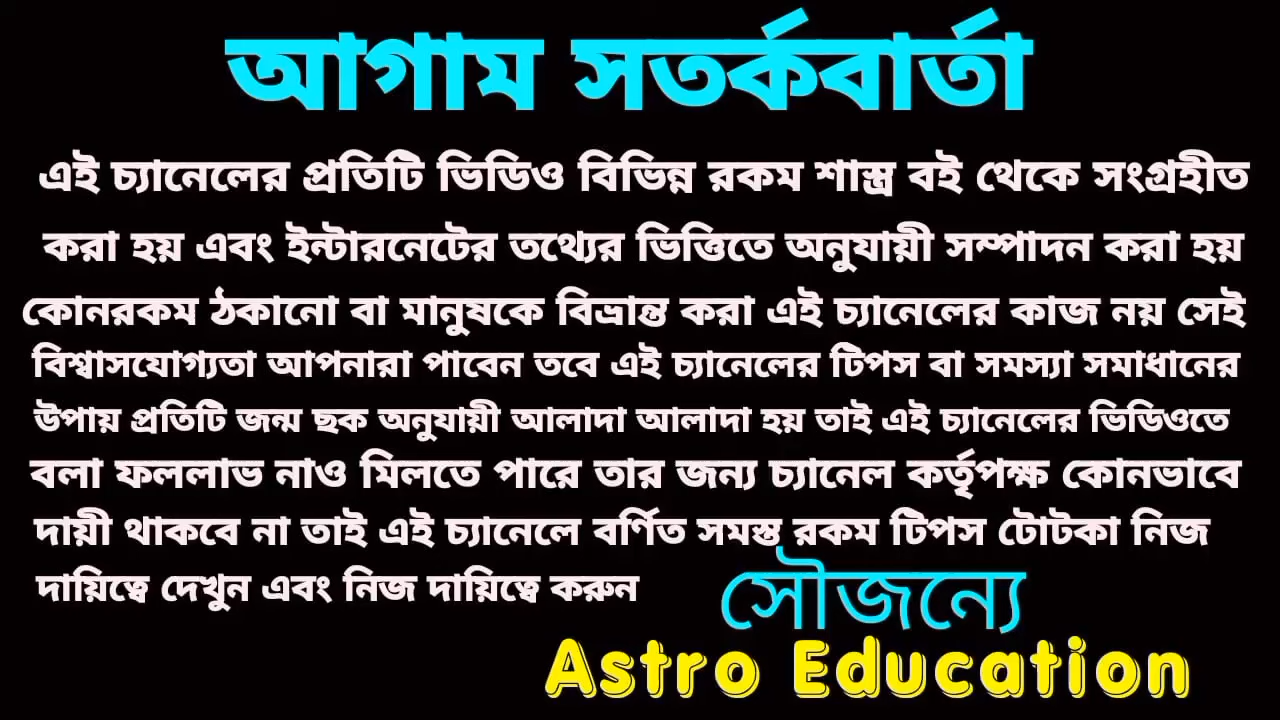 আগাম সতর্কবার্তা
এই চ্যানেলের প্রতিটি ভিডিও বিভিন্ন রকম শাস্ত্র বই থেকে সংগ্রহীত
করা হয় এবং ইন্টারনেটের তথ্যের ভিত্তিতে অনুযায়ী সম্পাদন করা হয়
কোনরকম ঠকানো বা মানুষকে বিভ্রান্ত করা এই চ্যানেলের কাজ নয় সেই
বিশ্বাসযোগ্যতা আপনারা পাবেন তবে এই চ্যানেলের টিপস বা সমস্যা সমাধানের
উপায় প্রতিটি জন্ম ছক অনুযায়ী আলাদা আলাদা হয় তাই এই চ্যানেলের ভিডিওতে
বলা ফললাভ নাও মিলতে পারে তার জন্য চ্যানেল কর্তৃপক্ষ কোনভাবে
দায়ী থাকবে না তাই এই চ্যানেলে বর্ণিত সমস্ত রকম টিপস টোটকা নিজ
দায়িত্বে দেখুন এবং নিজ দায়িত্বে করুন
সৌজন্যে
Astro Education